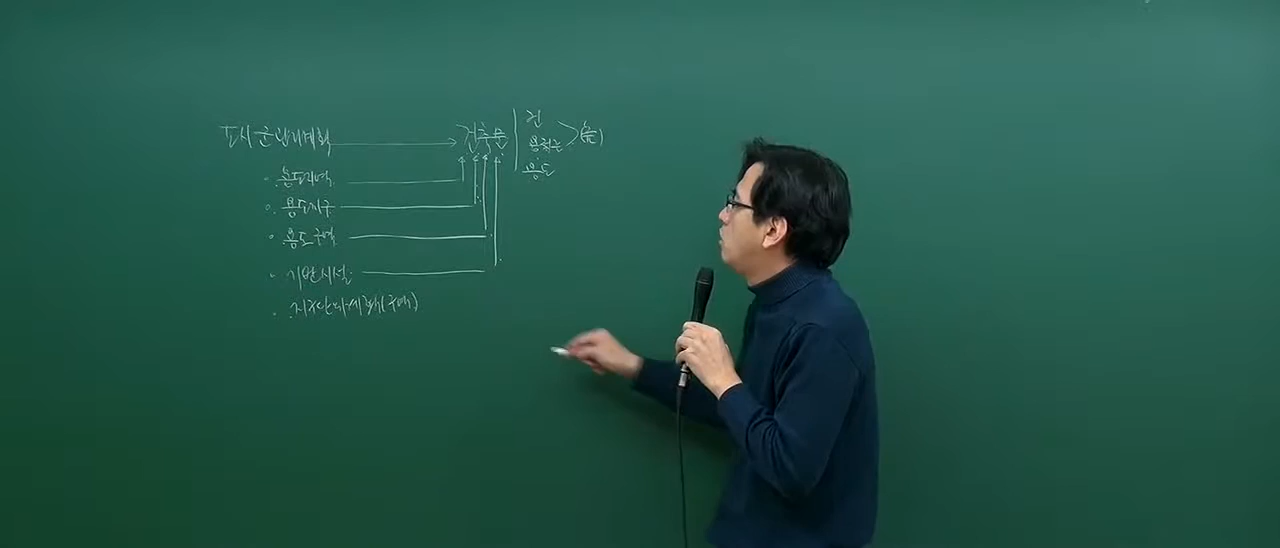 도시군관리계획 → 건축물 | 건
용적률
용도
· 용도지역
· 용도지구
· 용도구역
· 기반시설
· 지구단위계획(구역)